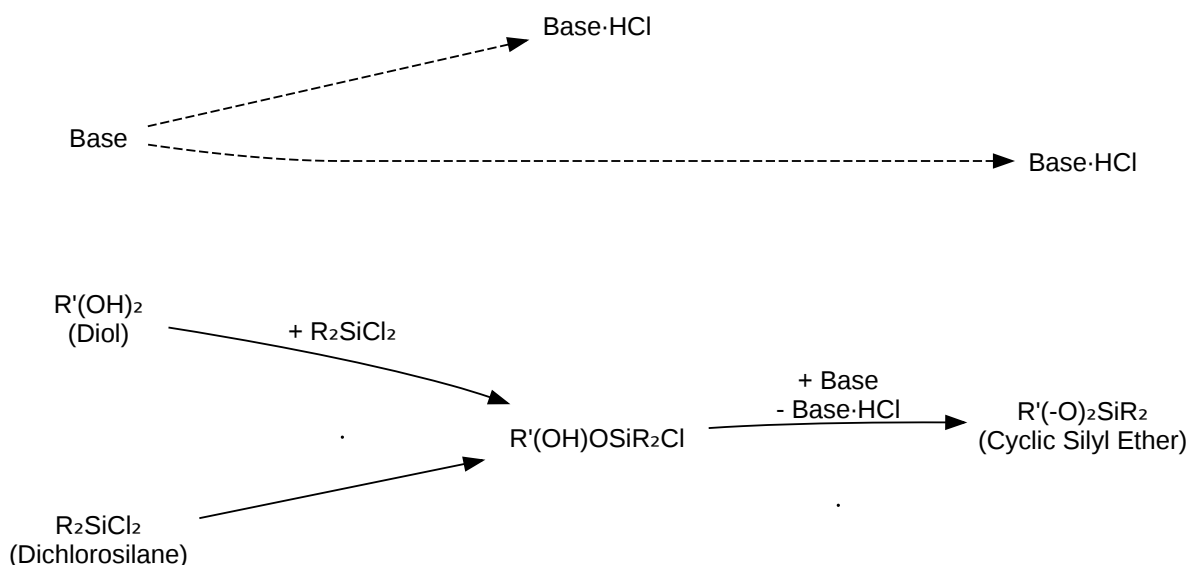 Base·HCl
Base
Base·HCl
R'(OH)₂
(Diol)
+ R₂SiCl₂
+ Base
- Base·HCl
R'(OH)OSiR₂Cl
R'(-O)₂SiR₂
(Cyclic Silyl Ether)
R₂SiCl₂
(Dichlorosilane)